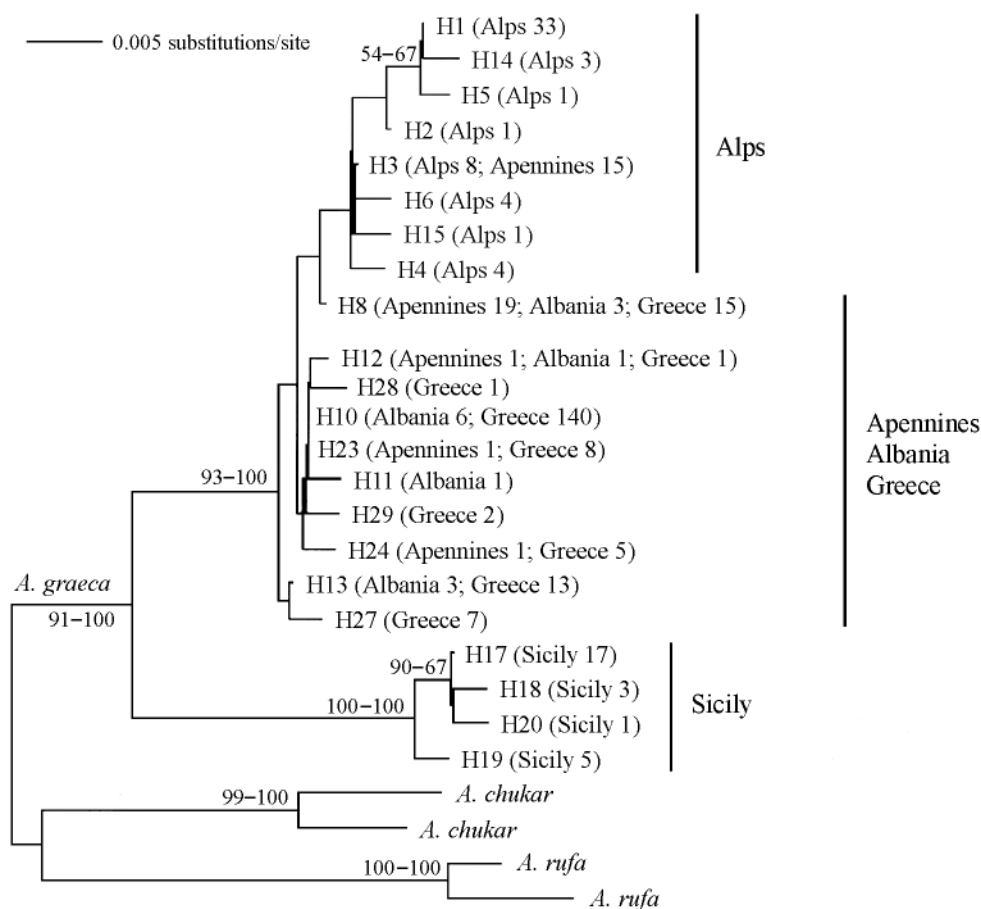 H1 (Alps 33)
0.005 substitutions/site
54–67
H14 (Alps 3)
H5 (Alps 1)
H2 (Alps 1)
Alps
H3 (Alps 8; Apennines 15)
H6 (Alps 4)
H15 (Alps 1)
H4 (Alps 4)
H8 (Apennines 19; Albania 3; Greece 15)
H12 (Apennines 1; Albania 1; Greece 1)
H28 (Greece 1)
H10 (Albania 6; Greece 140)
H23 (Apennines 1; Greece 8)
Apennines
Albania
Greece
93–100
H11 (Albania 1)
H29 (Greece 2)
H24 (Apennines 1; Greece 5)
A. graeca
H13 (Albania 3; Greece 13)
91–100
H27 (Greece 7)
H17 (Sicily 17)
90–67
H18 (Sicily 3)
Sicily
100–100
H20 (Sicily 1)
H19 (Sicily 5)
99–100
A. chukar
A. chukar
100–100
A. rufa
A. rufa